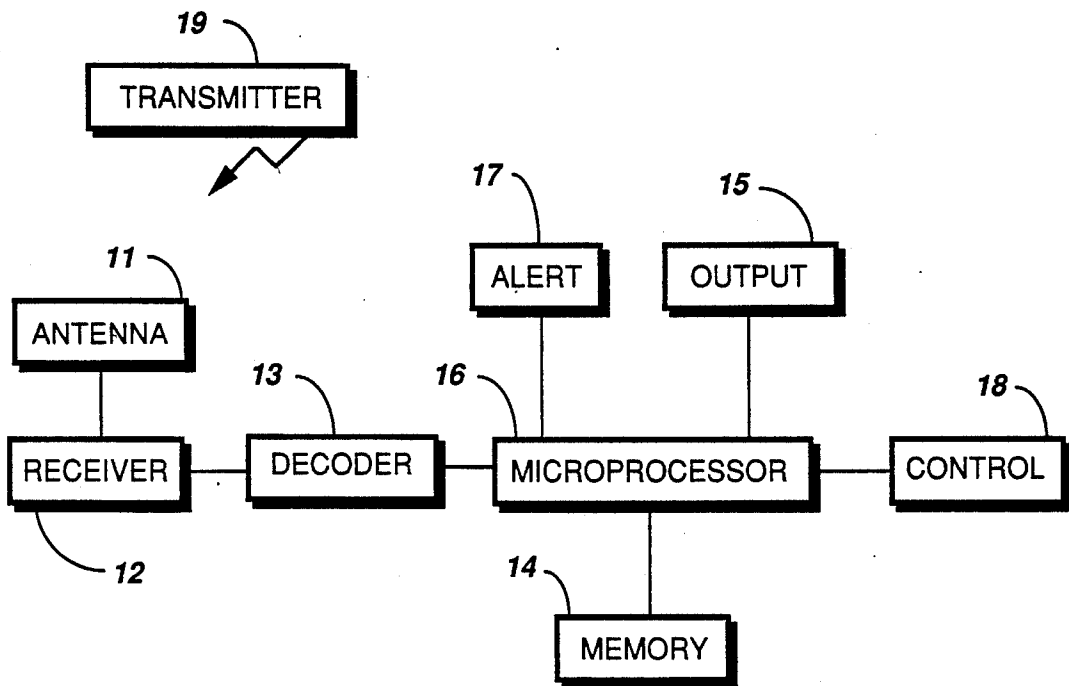 19
TRANSMITTER
17
15
11
ALERT
OUTPUT
ANTENNA
13
16
18
RECEIVER
DECODER
MICROPROCESSOR
CONTROL
12
14
MEMORY